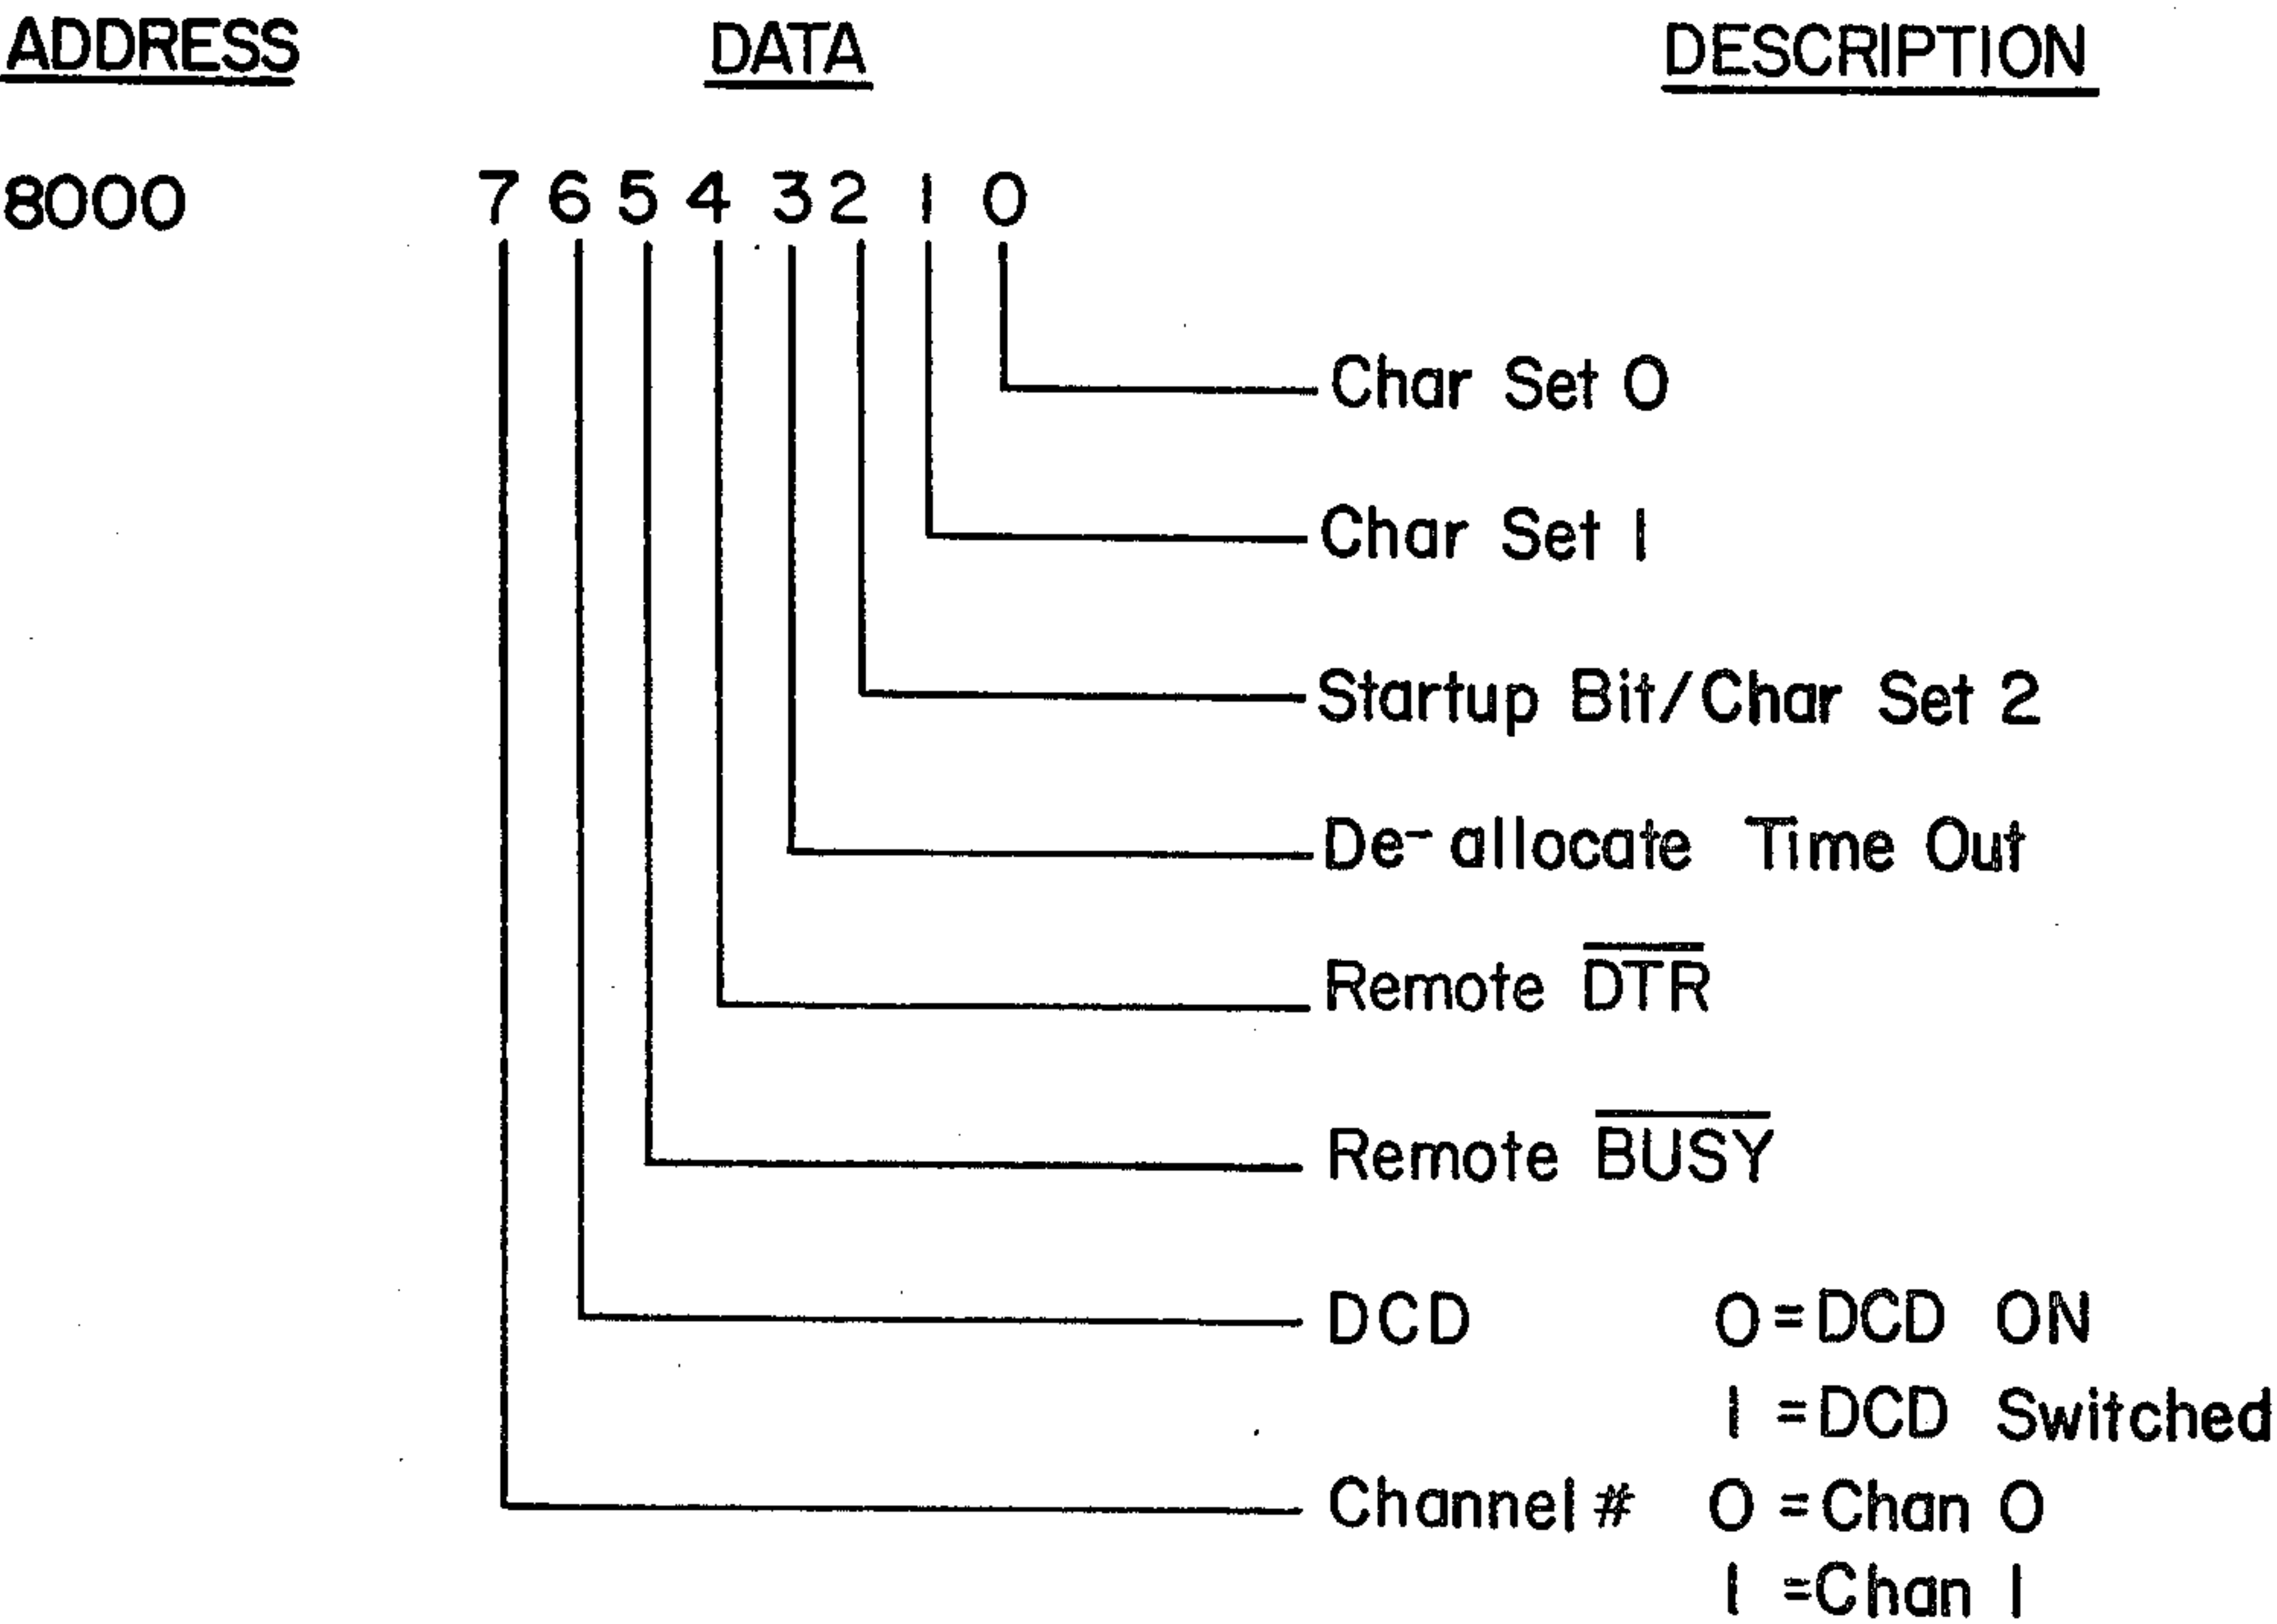 ADDRESS DATA DESCRIPTION
8000 7 6 5 4 3 2 1 0
Char Set 0
Char Set 1
Startup Bit/Char Set 2
De-allocate Time Out
Remote D̅T̅R̅
Remote B̅U̅S̅Y̅
DCD 0=DCD ON
1=DCD Switched
Channel # 0=Chan 0
1=Chan 1